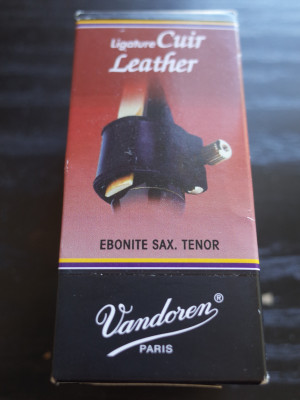 Ligature Cuir
Leather
EBONITE SAX. TENOR
Vandoren®
PARIS